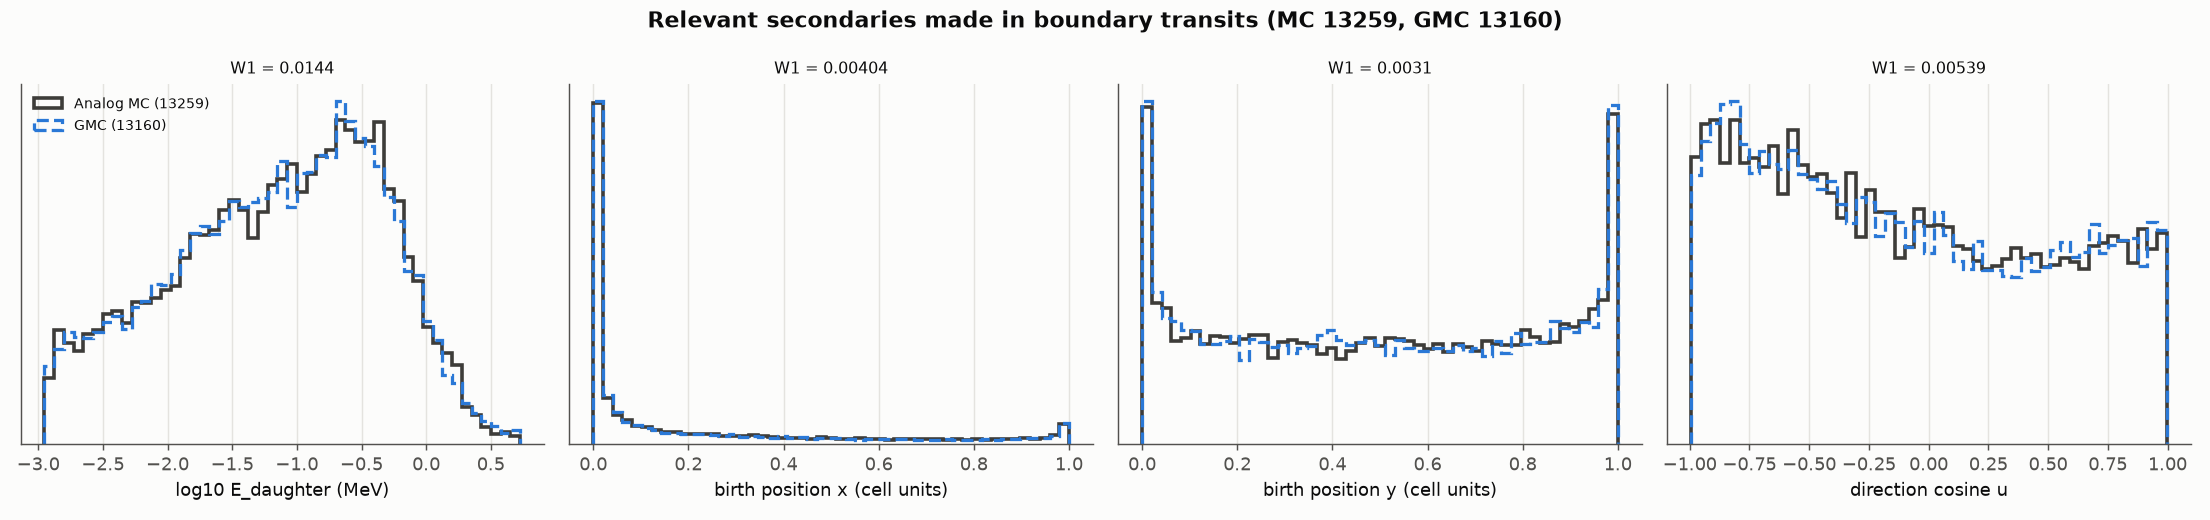 Relevant secondaries made in boundary transits (MC 13259, GMC 13160)
W1 = 0.0144
Analog MC (13259)
GMC (13160)
−3.0 −2.5 −2.0 −1.5 −1.0 −0.5 0.0 0.5
log10 E_daughter (MeV)
W1 = 0.00404
0.0 0.2 0.4 0.6 0.8 1.0
birth position x (cell units)
W1 = 0.0031
0.0 0.2 0.4 0.6 0.8 1.0
birth position y (cell units)
W1 = 0.00539
−1.00 −0.75 −0.50 −0.25 0.00 0.25 0.50 0.75 1.00
direction cosine u